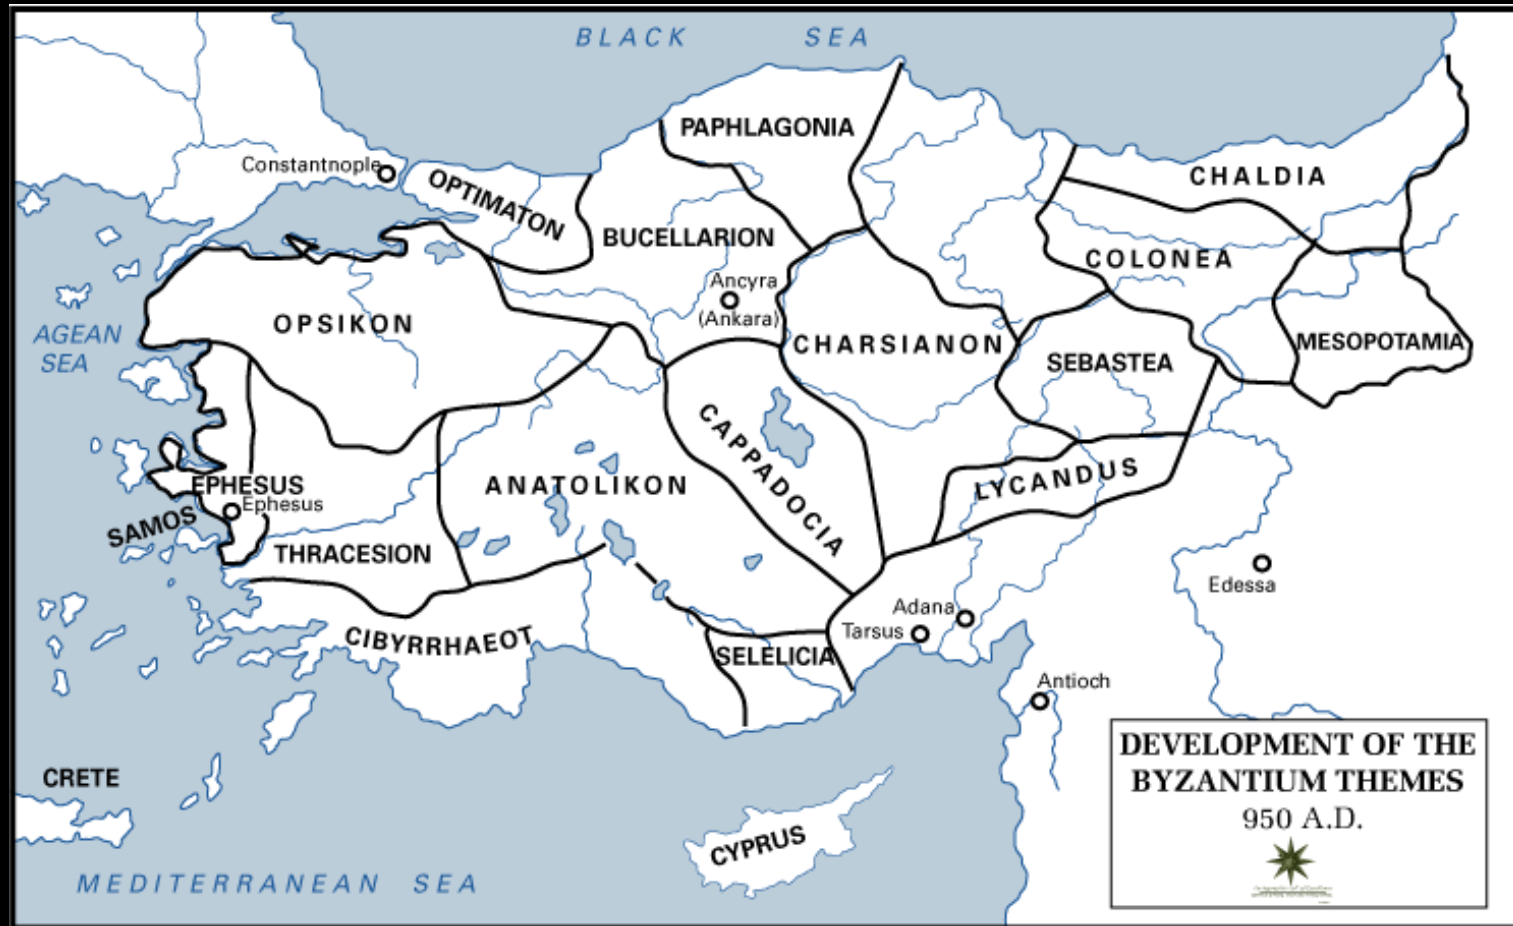 BLACK SEA
PAPHLAGONIA
Constantnople
OPTIMATON
CHALDIA
BUCELLARION
COLONEA
Ancyra
(Ankara)
OPSIKON
AGEAN
SEA
CHARSIANON
MESOPOTAMIA
SEBASTEA
CAPPADOCIA
LYCANDUS
EPHESUS
ANATOLIKON
Ephesus
SAMOS
THRACESION
Edessa
Adana
Tarsus
CIBYRRHAEOT
SELELICIA
Antioch
DEVELOPMENT OF THE
BYZANTIUM THEMES
950 A.D.
CRETE
CYPRUS
MEDITERRANEAN SEA